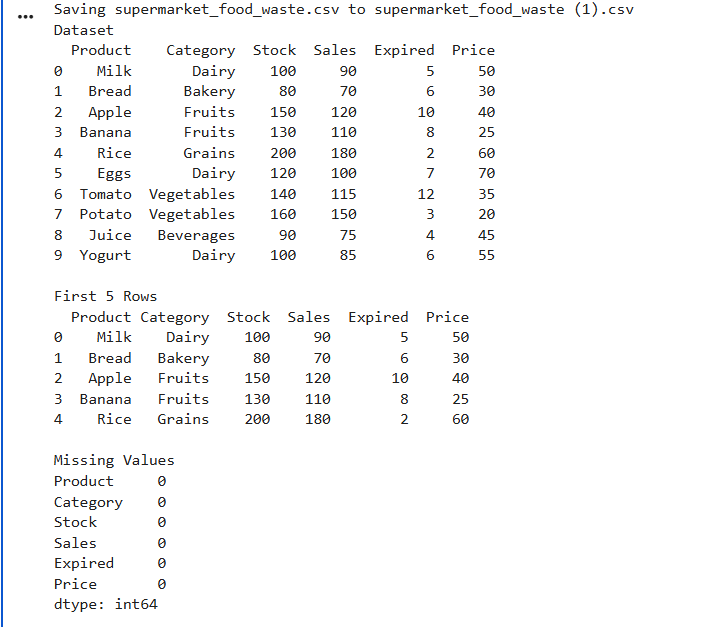 Saving supermarket_food_waste.csv to supermarket_food_waste (1).csv
Dataset
   Product    Category  Stock  Sales  Expired  Price
0     Milk       Dairy    100     90        5     50
1    Bread      Bakery     80     70        6     30
2    Apple      Fruits    150    120       10     40
3   Banana      Fruits    130    110        8     25
4     Rice      Grains    200    180        2     60
5     Eggs       Dairy    120    100        7     70
6   Tomato  Vegetables    140    115       12     35
7   Potato  Vegetables    160    150        3     20
8    Juice   Beverages     90     75        4     45
9   Yogurt       Dairy    100     85        6     55

First 5 Rows
   Product Category  Stock  Sales  Expired  Price
0     Milk    Dairy    100     90        5     50
1    Bread   Bakery     80     70        6     30
2    Apple   Fruits    150    120       10     40
3   Banana   Fruits    130    110        8     25
4     Rice   Grains    200    180        2     60

Missing Values
Product     0
Category    0
Stock       0
Sales       0
Expired     0
Price       0
dtype: int64